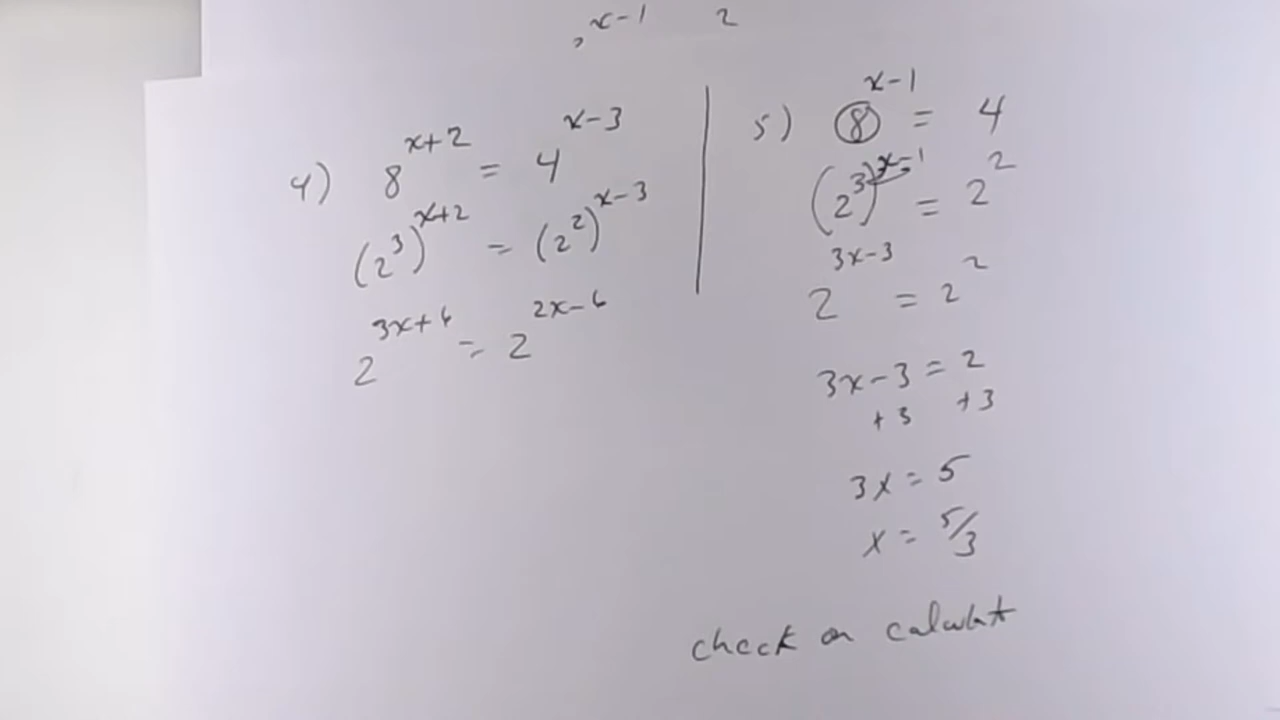 x-1 2
4) 8^(x+2) = 4^(x-3)
(2^3)^(x+2) = (2^2)^(x-3)
2^(3x+6) = 2^(2x-6)
5) 8^(x-1) = 4
(2^3)^(x-1) = 2^2
2^(3x-3) = 2^2
3x-3 = 2
+3 +3
3x = 5
x = 5/3
check on calculat